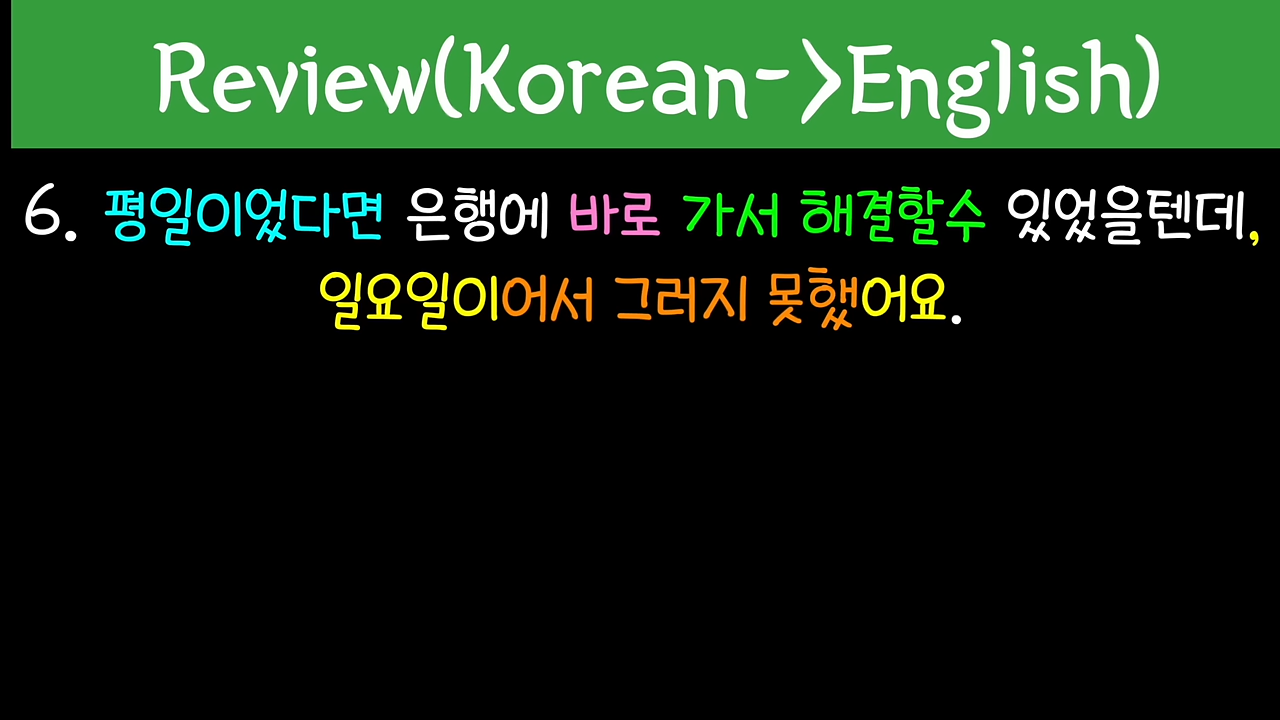 Review(Korean->English)
6. 평일이었다면 은행에 바로 가서 해결할수 있었을텐데,
일요일이어서 그러지 못했어요.